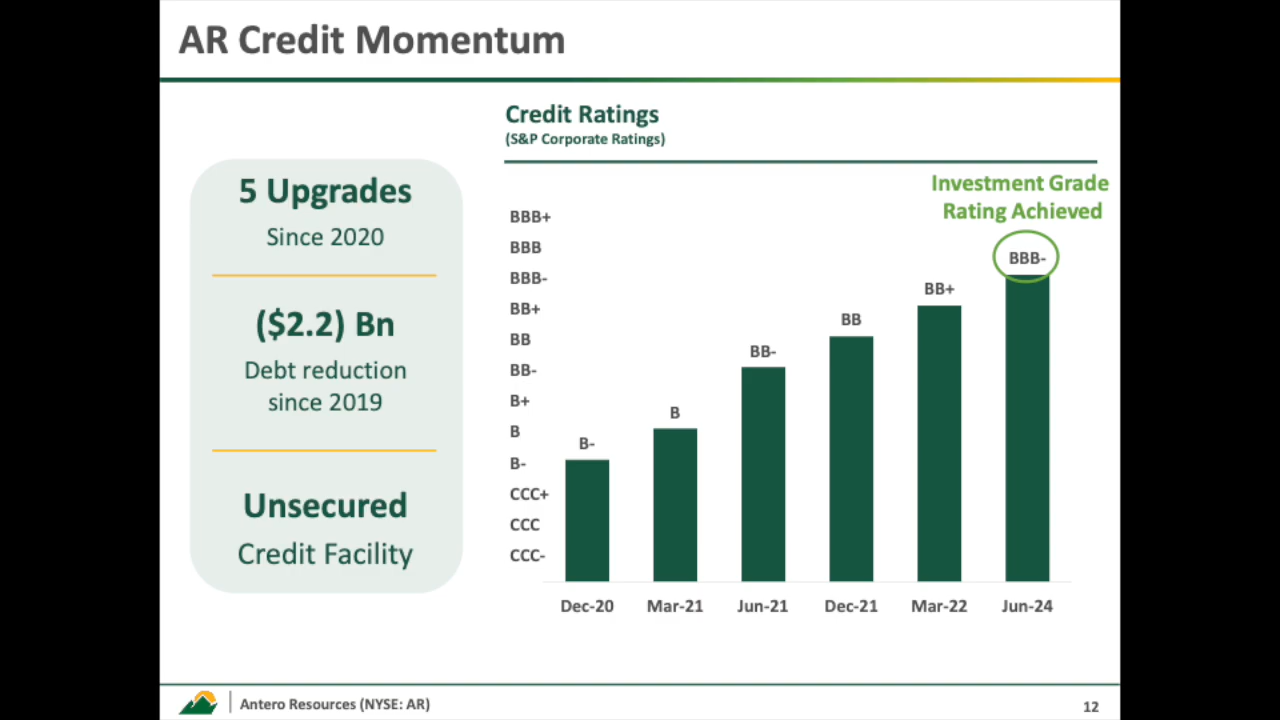 AR Credit Momentum
5 Upgrades
Since 2020
($2.2) Bn
Debt reduction
since 2019
Unsecured
Credit Facility
Credit Ratings
(S&P Corporate Ratings)
Investment Grade
Rating Achieved
BBB+
BBB
BBB-
BB+
BB
BB-
B+
B
B-
CCC+
CCC
CCC-
B-
B
BB-
BB
BB+
BBB-
Dec-20 Mar-21 Jun-21 Dec-21 Mar-22 Jun-24
Antero Resources (NYSE: AR)
12